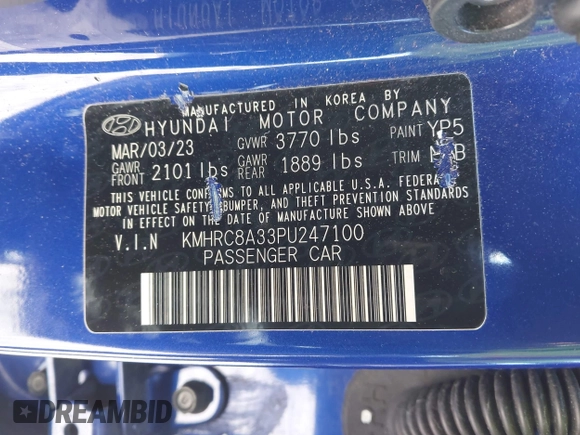 MANUFACTURED IN KOREA BY
HYUNDAI MOTOR COMPANY
MAR/03/23 GVWR 3770 lbs PAINT YP5
GAWR FRONT 2101 lbs GAWR REAR 1889 lbs TRIM
THIS VEHICLE CONFORMS TO ALL APPLICABLE U.S.A. FEDERAL
MOTOR VEHICLE SAFETY, BUMPER, AND THEFT PREVENTION STANDARDS
IN EFFECT ON THE DATE OF MANUFACTURE SHOWN ABOVE
V.I.N KMHRC8A33PU247100
PASSENGER CAR
DREAMBID